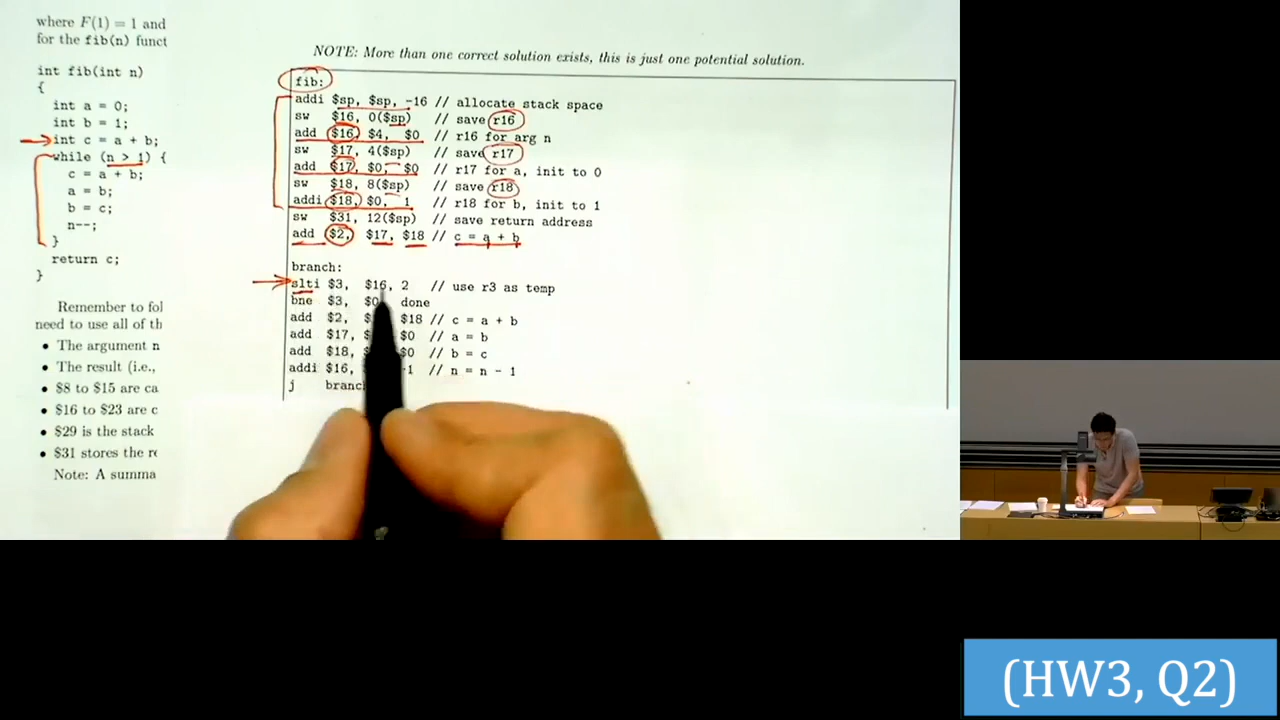 where F(1) = 1 and
for the fib(n) funct
int fib(int n)
{
int a = 0;
int b = 1;
int c = a + b;
while (n > 1) {
c = a + b;
a = b;
b = c;
n--;
}
return c;
}
Remember to fol
need to use all of th
• The argument n
• The result (i.e.,
• $8 to $15 are ca
• $16 to $23 are c
• $29 is the stack
• $31 stores the re
Note: A summa
NOTE: More than one correct solution exists, this is just one potential solution.
fib:
addi $sp, $sp, -16 // allocate stack space
sw $16, 0($sp) // save r16
add $16, $4, $0 // r16 for arg n
sw $17, 4($sp) // save r17
add $17, $0, $0 // r17 for a, init to 0
sw $18, 8($sp) // save r18
addi $18, $0, 1 // r18 for b, init to 1
sw $31, 12($sp) // save return address
add $2, $17, $18 // c = a + b
branch:
slti $3, $16, 2 // use r3 as temp
bne $3, $0 done
add $2, $18 // c = a + b
add $17, $0 // a = b
add $18, $0 // b = c
addi $16, -1 // n = n - 1
j branc
(HW3, Q2)